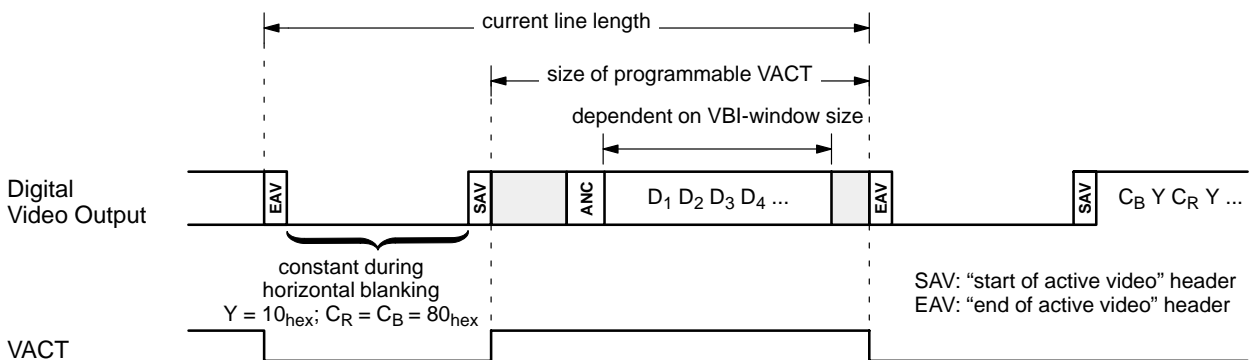 current line length
size of programmable VACT
dependent on VBI-window size
Digital
Video Output
EAV
SAV
ANC
D1 D2 D3 D4 ...
EAV
SAV
CB Y CR Y ...
constant during
horizontal blanking
Y = 10hex; CR = CB = 80hex
SAV: “start of active video” header
EAV: “end of active video” header
VACT